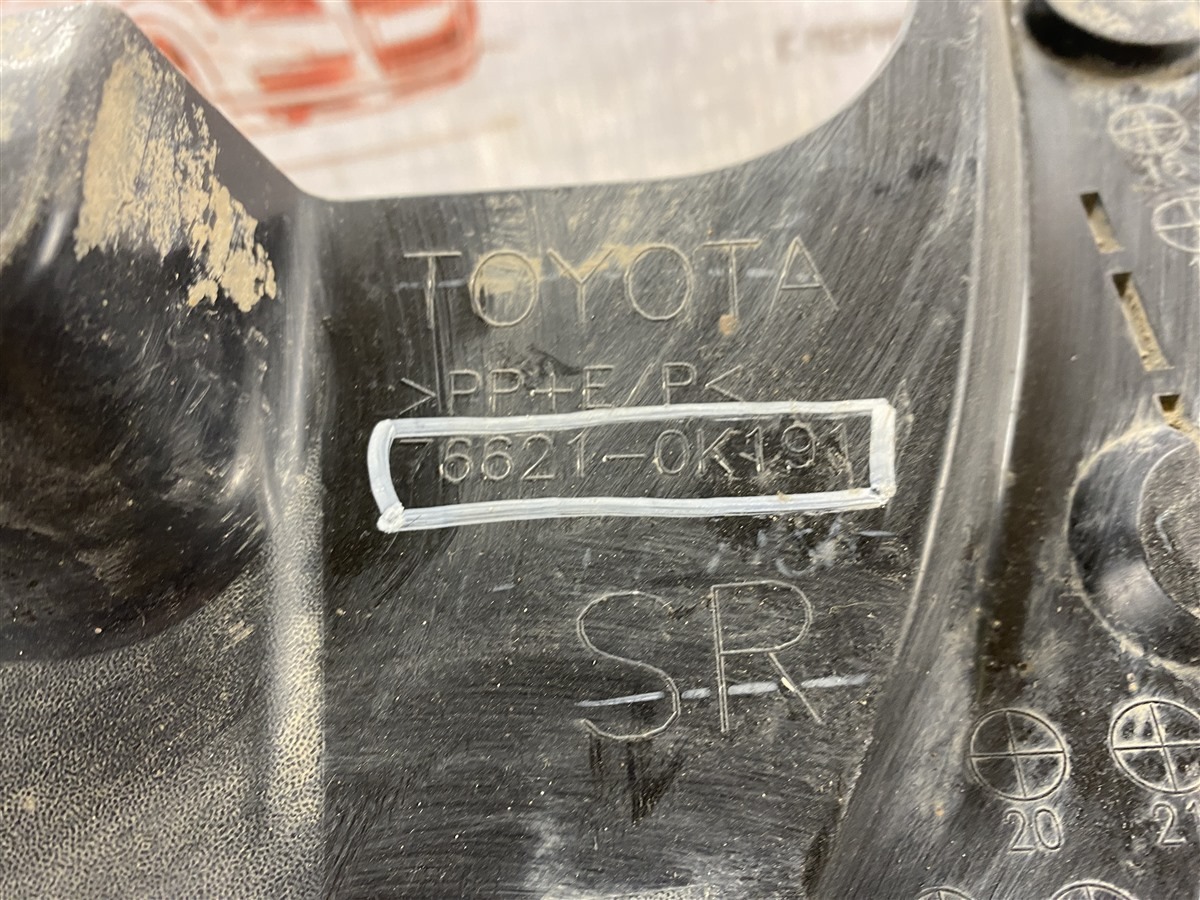 TOYOTA
>PP+E/P<
76621-0K191
SR
20